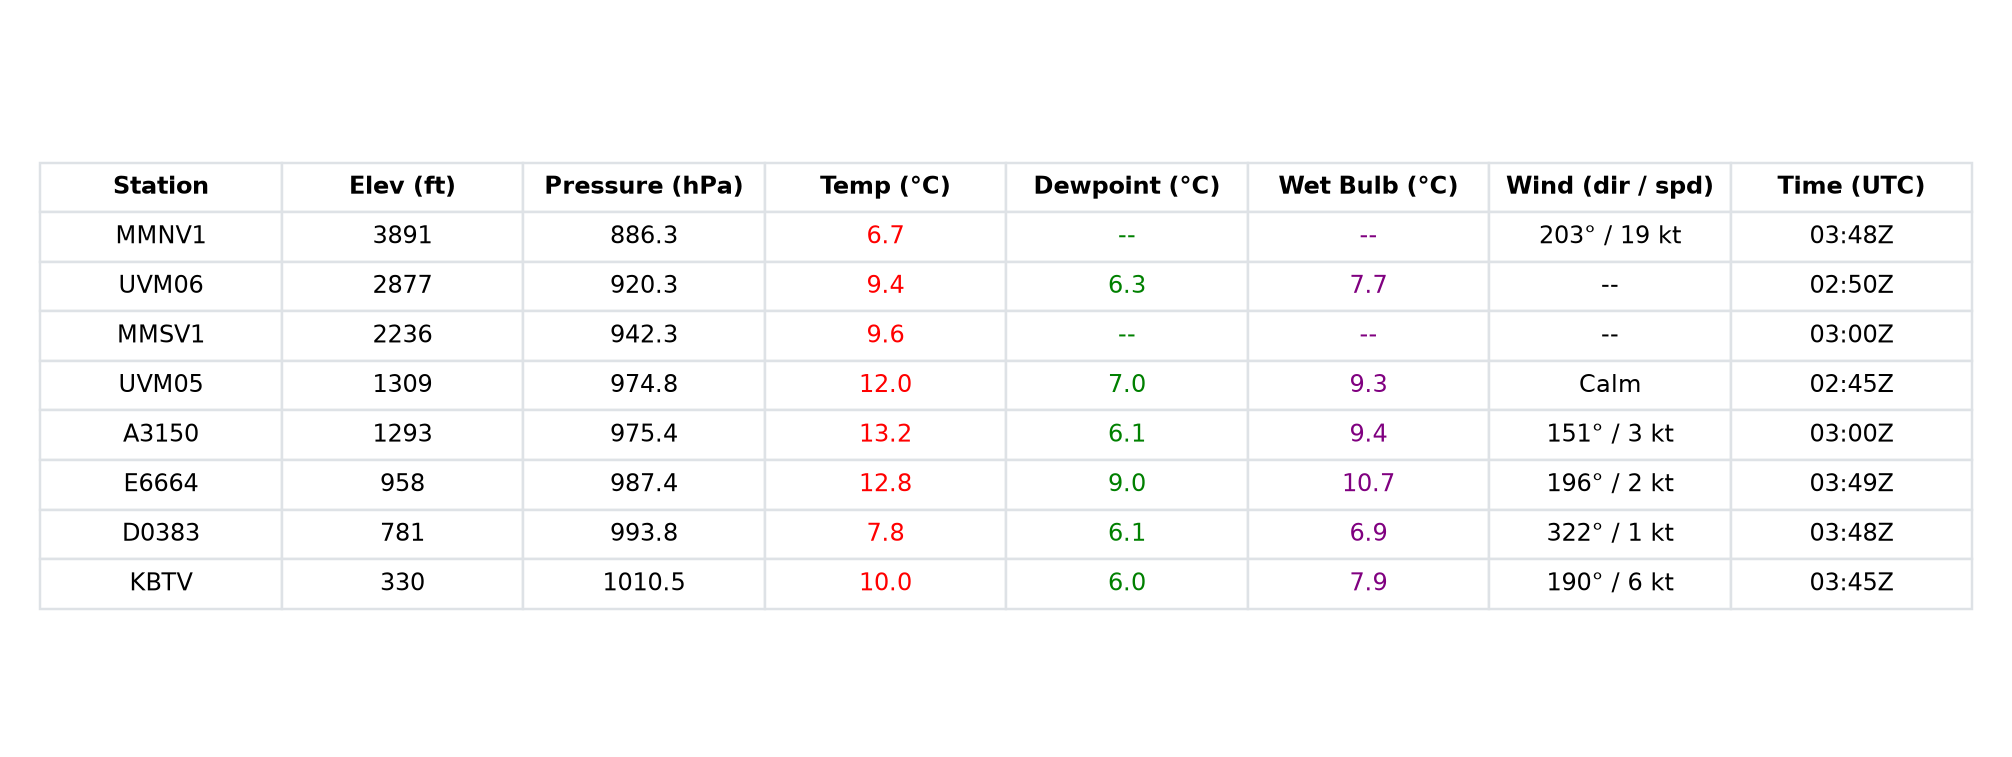 Station Elev (ft) Pressure (hPa) Temp (°C) Dewpoint (°C) Wet Bulb (°C) Wind (dir / spd) Time (UTC)
MMNV1 3891 886.3 6.7 -- -- 203° / 19 kt 03:48Z
UVM06 2877 920.3 9.4 6.3 7.7 -- 02:50Z
MMSV1 2236 942.3 9.6 -- -- -- 03:00Z
UVM05 1309 974.8 12.0 7.0 9.3 Calm 02:45Z
A3150 1293 975.4 13.2 6.1 9.4 151° / 3 kt 03:00Z
E6664 958 987.4 12.8 9.0 10.7 196° / 2 kt 03:49Z
D0383 781 993.8 7.8 6.1 6.9 322° / 1 kt 03:48Z
KBTV 330 1010.5 10.0 6.0 7.9 190° / 6 kt 03:45Z